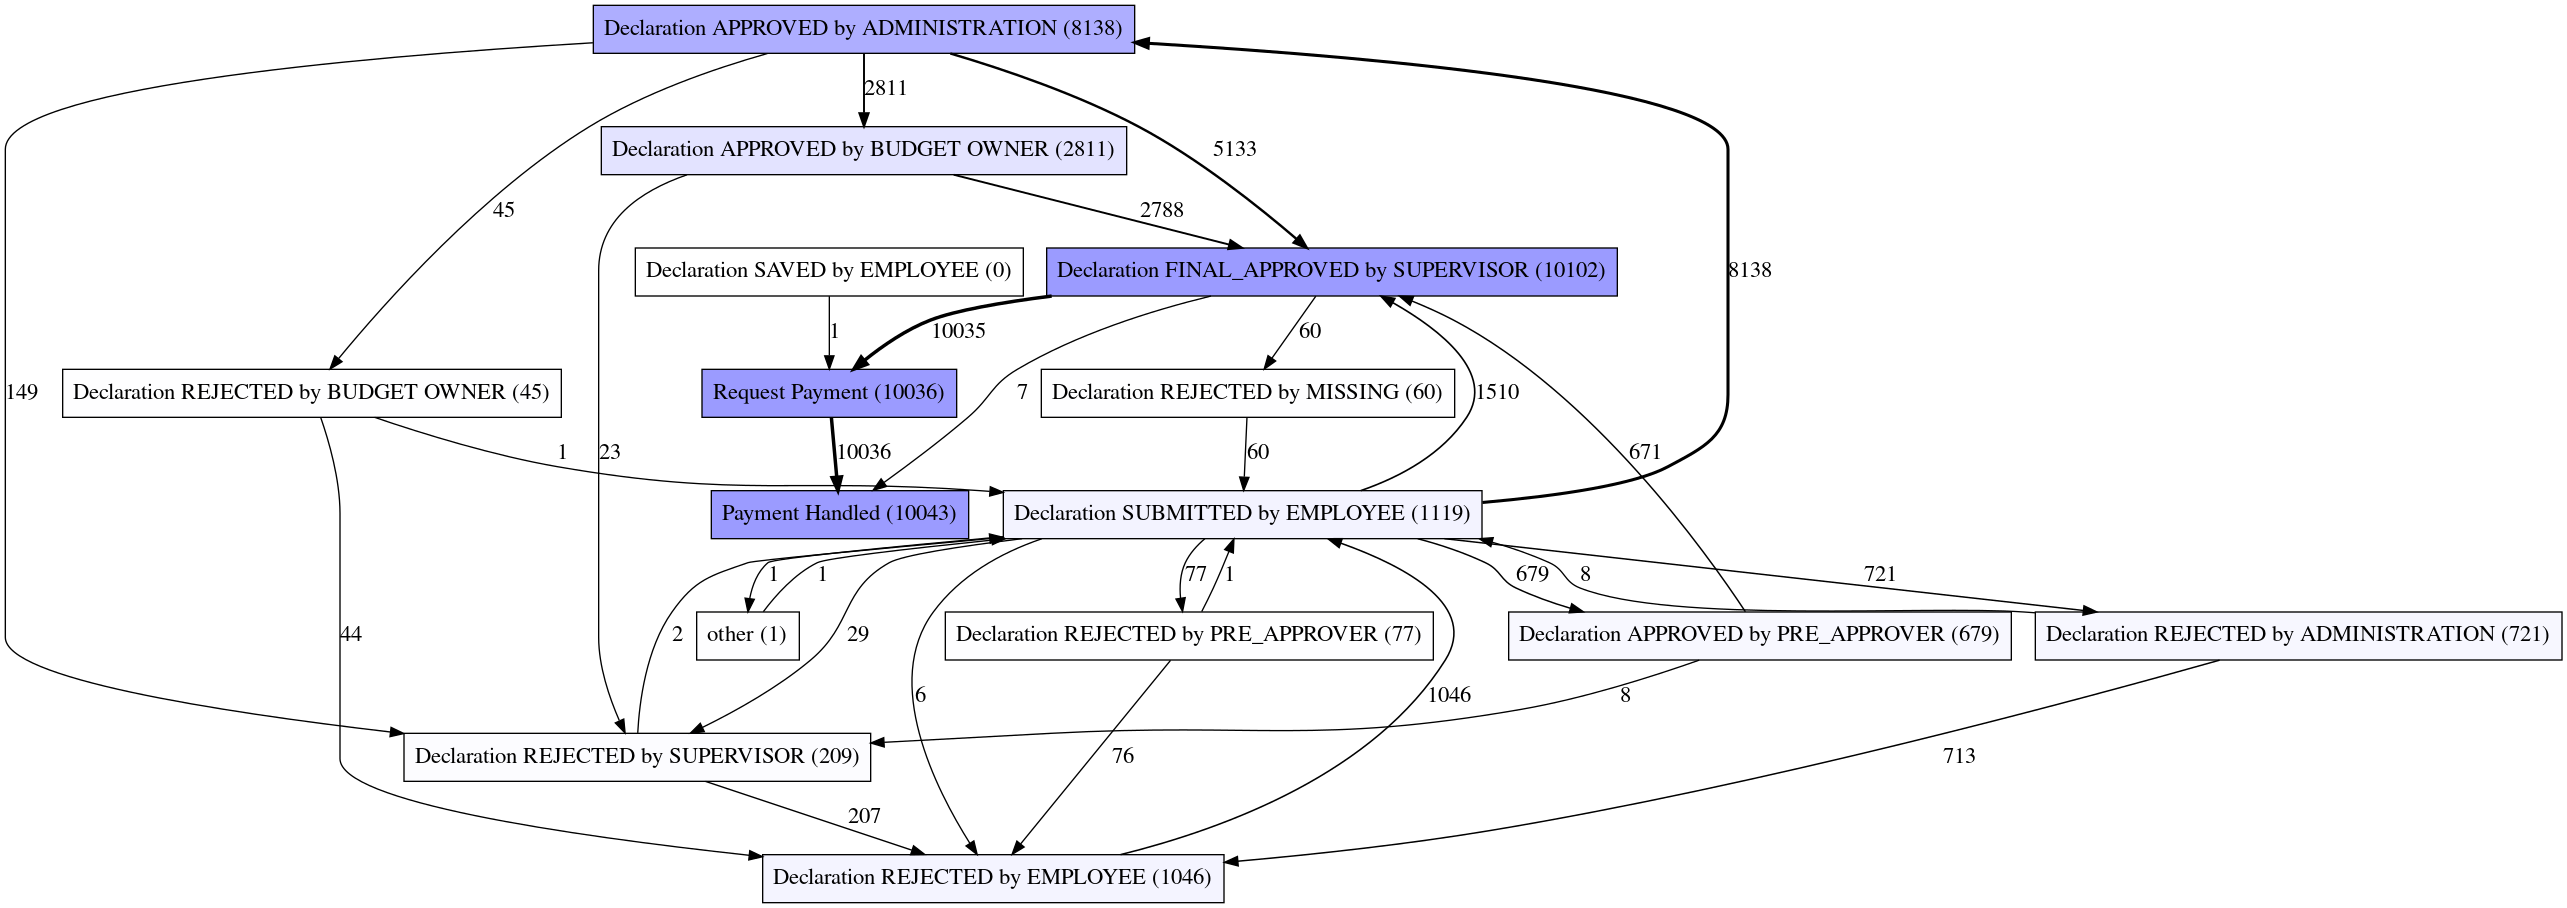 Declaration APPROVED by ADMINISTRATION (8138)
2811
Declaration APPROVED by BUDGET OWNER (2811)
5133
45
2788
Declaration SAVED by EMPLOYEE (0)
Declaration FINAL_APPROVED by SUPERVISOR (10102)
8138
1
10035
60
149
Declaration REJECTED by BUDGET OWNER (45)
Request Payment (10036)
7
Declaration REJECTED by MISSING (60)
1510
1
23
10036
60
671
Payment Handled (10043)
Declaration SUBMITTED by EMPLOYEE (1119)
1
1
77
1
679
8
721
44
2
other (1)
29
Declaration REJECTED by PRE_APPROVER (77)
Declaration APPROVED by PRE_APPROVER (679)
Declaration REJECTED by ADMINISTRATION (721)
6
1046
8
Declaration REJECTED by SUPERVISOR (209)
76
713
207
Declaration REJECTED by EMPLOYEE (1046)